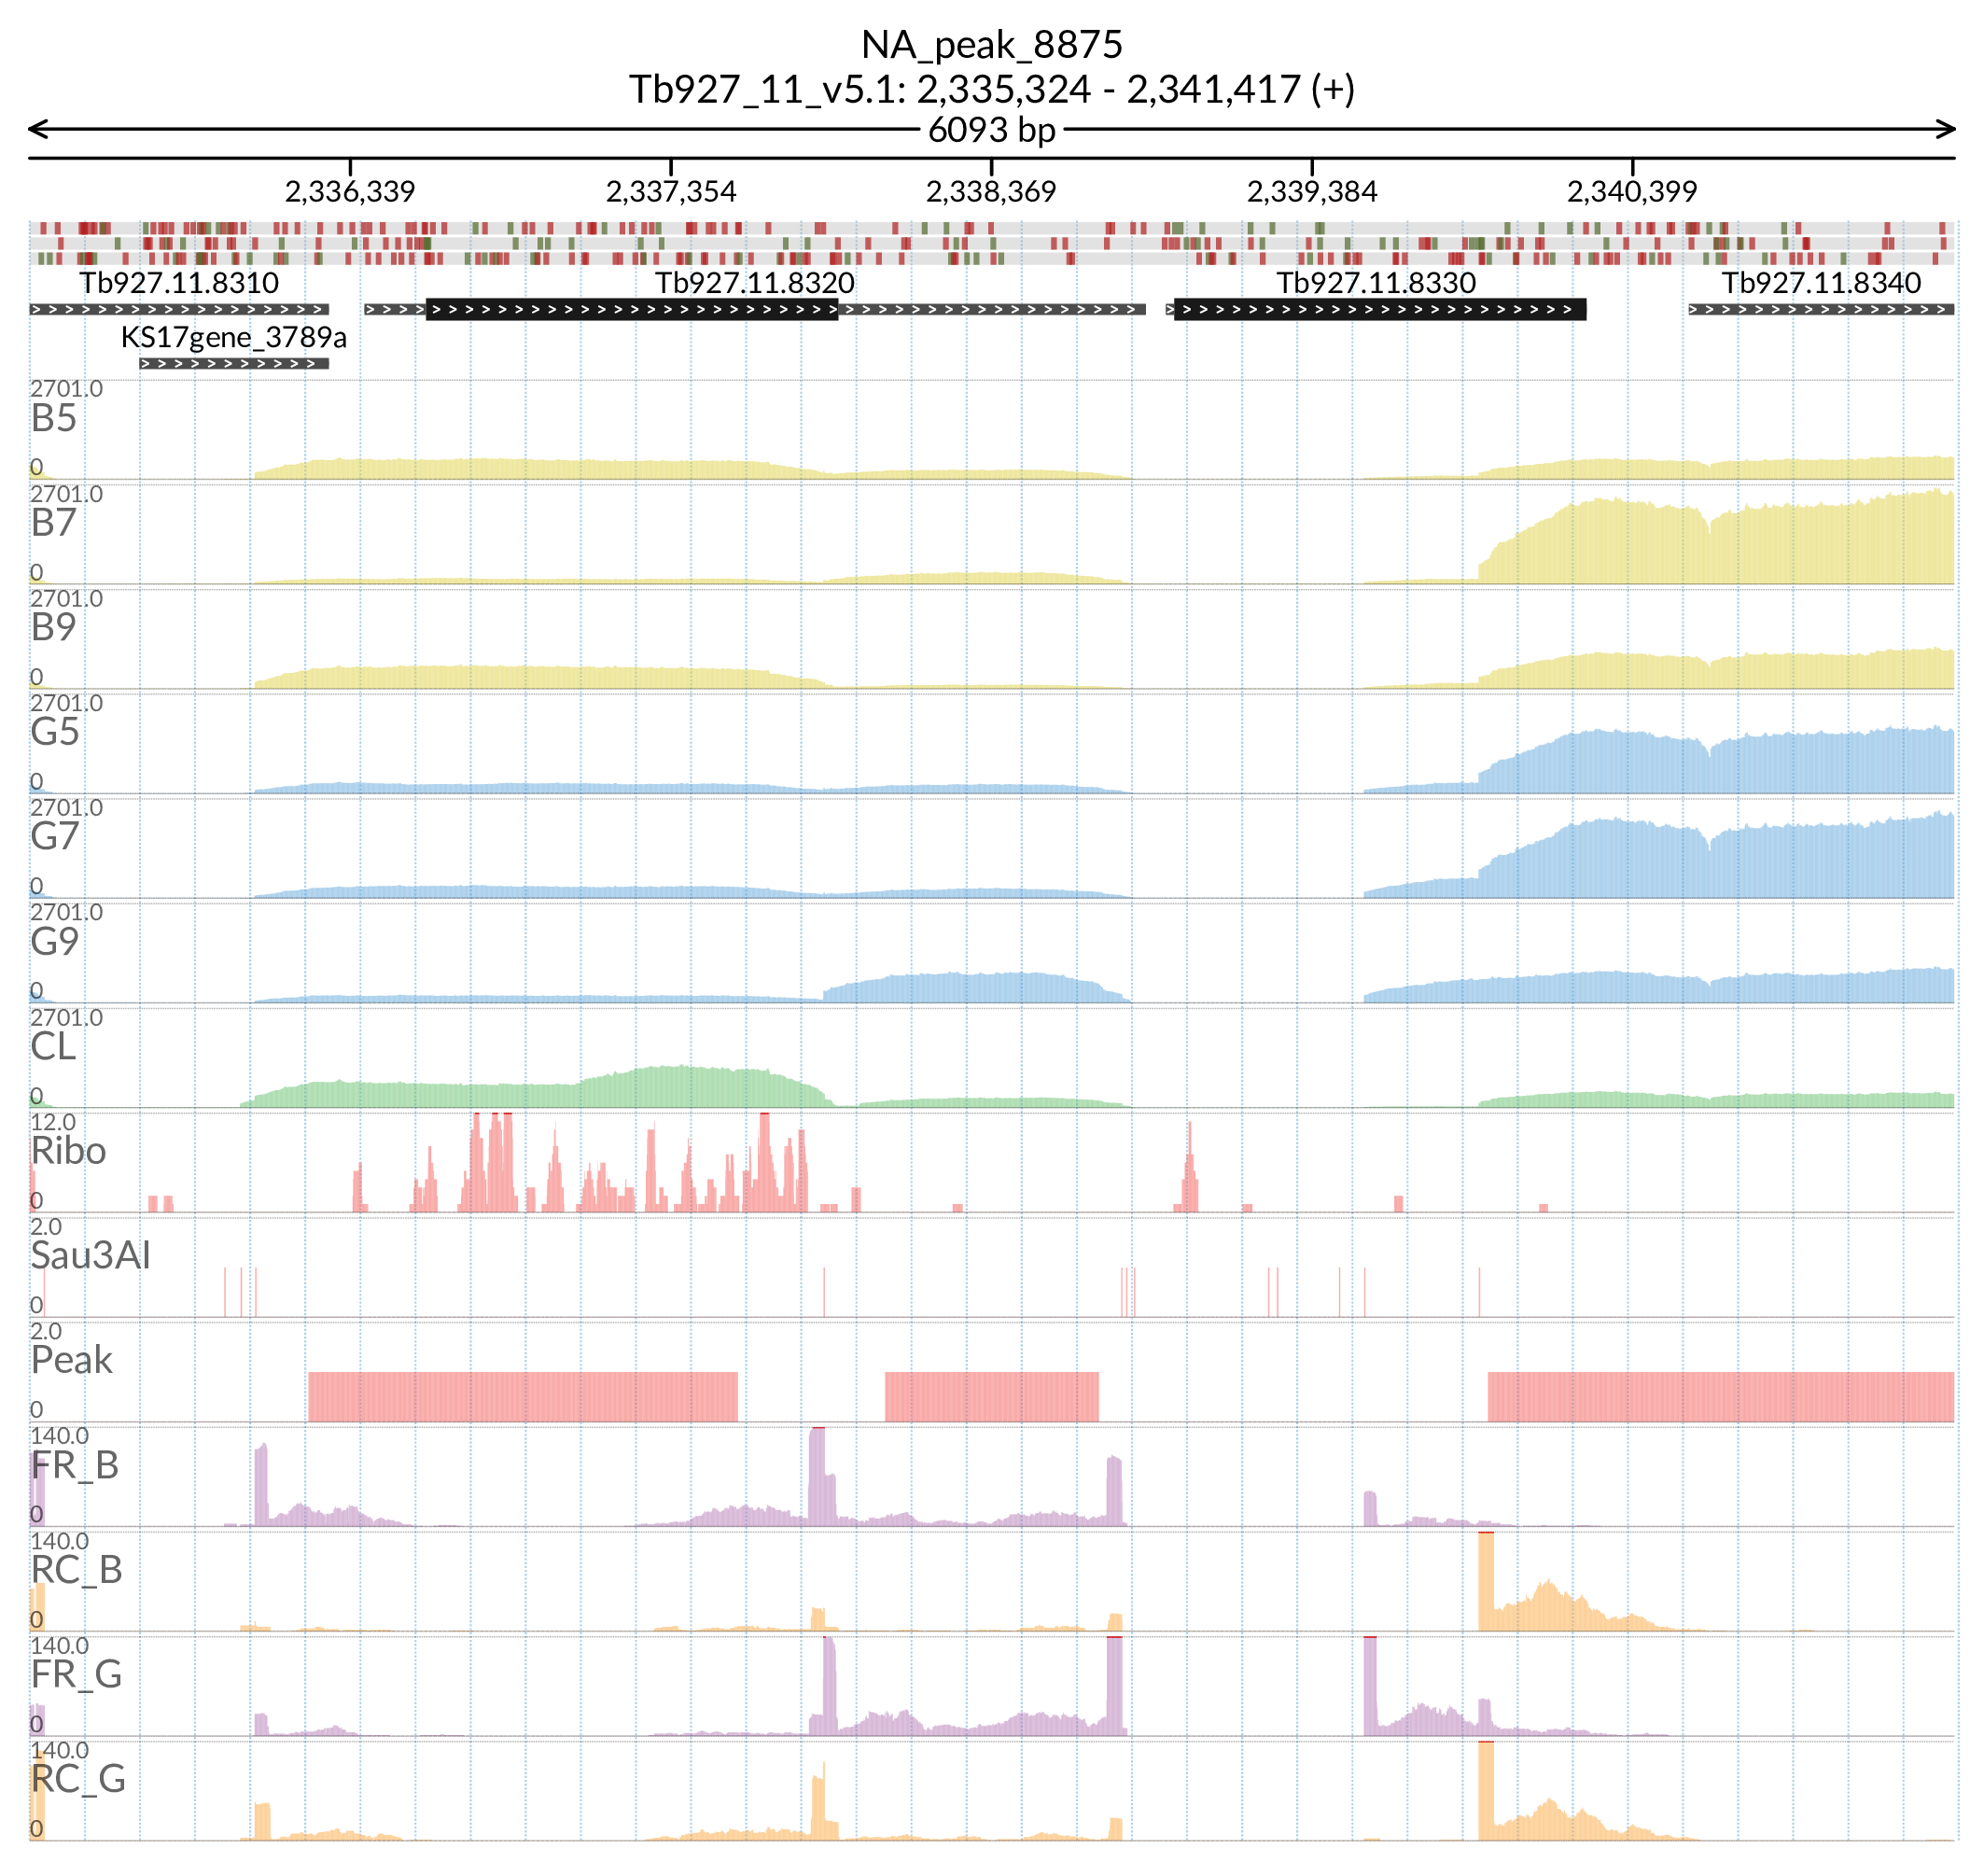 NA_peak_8875
Tb927_11_v5.1: 2,335,324 - 2,341,417 (+)
6093 bp
2,336,339 2,337,354 2,338,369 2,339,384 2,340,399
Tb927.11.8310 Tb927.11.8320 Tb927.11.8330 Tb927.11.8340
KS17gene_3789a
2701.0
B5
0
2701.0
B7
0
2701.0
B9
0
2701.0
G5
0
2701.0
G7
0
2701.0
G9
0
2701.0
CL
0
12.0
Ribo
0
2.0
Sau3AI
0
2.0
Peak
0
140.0
FR_B
0
140.0
RC_B
0
140.0
FR_G
0
140.0
RC_G
0